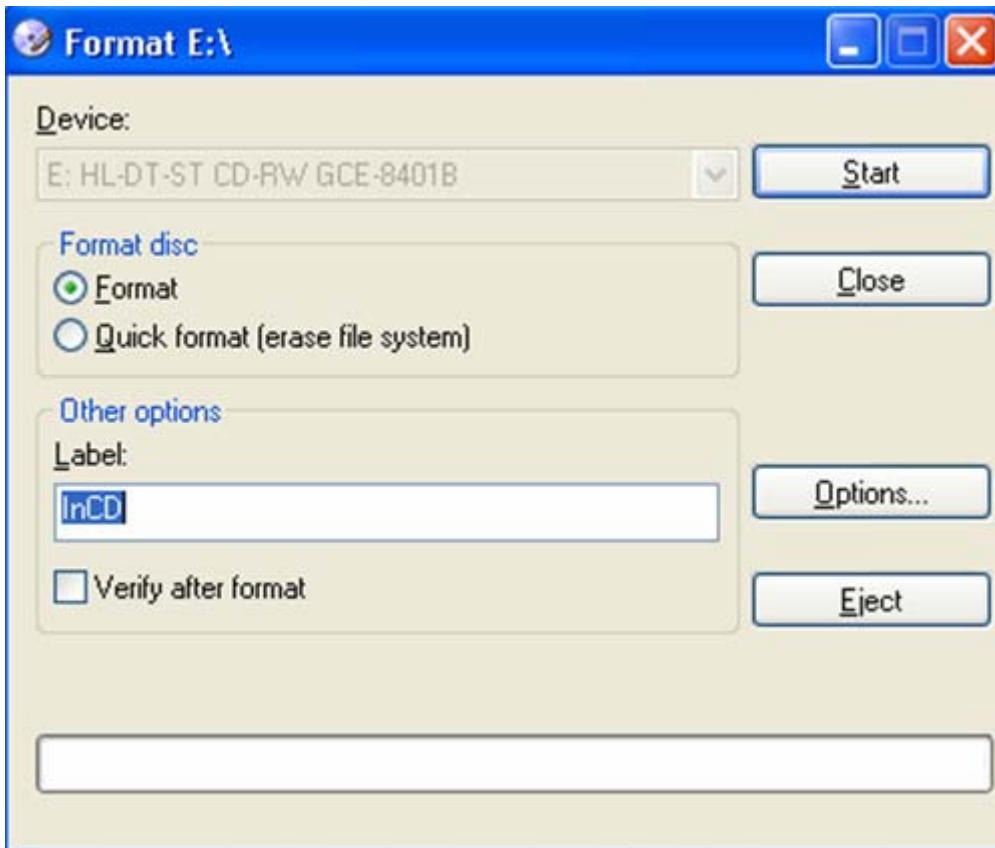 Format E:\
Device:
E: HL-DT-ST CD-RW GCE-8401B
Start
Format disc
Format
Close
Quick format (erase file system)
Other options
Label:
InCD
Options...
Verify after format
Eject